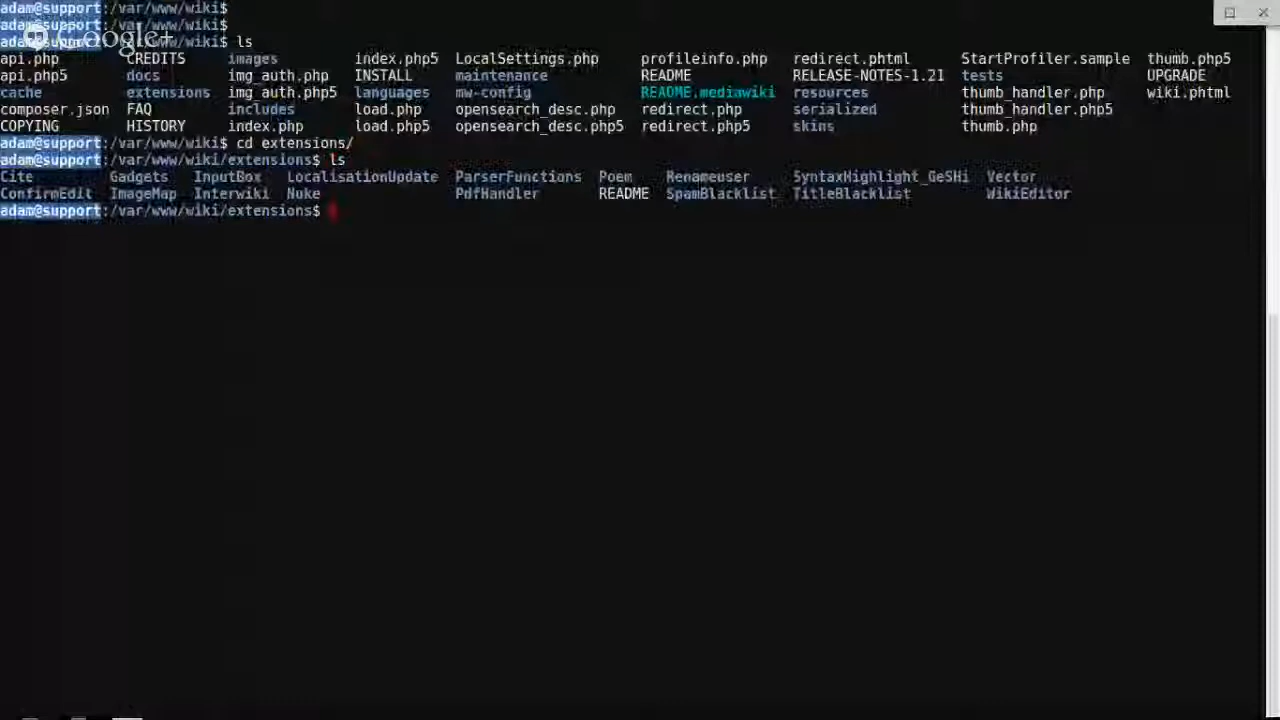 adam@support:/var/www/wiki$
adam@support:/var/www/wiki$
adam@support:/var/www/wiki$ ls
Google+
api.php CREDITS images index.php5 LocalSettings.php profileinfo.php redirect.phtml StartProfiler.sample thumb.php5
api.php5 docs img_auth.php INSTALL maintenance README RELEASE-NOTES-1.21 tests UPGRADE
cache extensions img_auth.php5 languages mw-config README.mediawiki resources thumb_handler.php wiki.phtml
composer.json FAQ includes load.php opensearch_desc.php redirect.php serialized thumb_handler.php5
COPYING HISTORY index.php load.php5 opensearch_desc.php5 redirect.php5 skins thumb.php
adam@support:/var/www/wiki$ cd extensions/
adam@support:/var/www/wiki/extensions$ ls
Cite Gadgets InputBox LocalisationUpdate ParserFunctions Poem Renameuser SyntaxHighlight_GeSHi Vector
ConfirmEdit ImageMap Interwiki Nuke PdfHandler README SpamBlacklist TitleBlacklist WikiEditor
adam@support:/var/www/wiki/extensions$